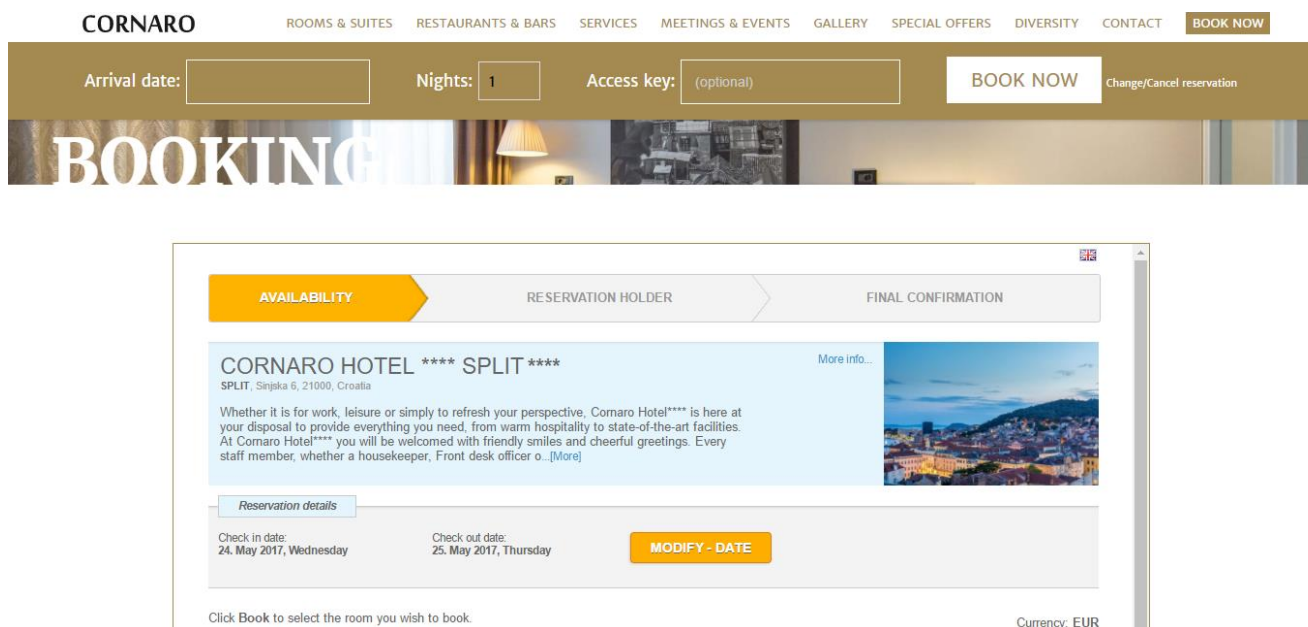 CORNARO
ROOMS & SUITES RESTAURANTS & BARS SERVICES MEETINGS & EVENTS GALLERY SPECIAL OFFERS DIVERSITY CONTACT BOOK NOW
Arrival date: Nights: 1 Access key: (optional) BOOK NOW Change/Cancel reservation
BOOKING
AVAILABILITY RESERVATION HOLDER FINAL CONFIRMATION
CORNARO HOTEL **** SPLIT **** More info...
SPLIT, Sinjska 6, 21000, Croatia
Whether it is for work, leisure or simply to refresh your perspective, Cornaro Hotel**** is here at
your disposal to provide everything you need, from warm hospitality to state-of-the-art facilities.
At Cornaro Hotel**** you will be welcomed with friendly smiles and cheerful greetings. Every
staff member, whether a housekeeper, Front desk officer o...[More]
Reservation details
Check in date: Check out date:
24. May 2017, Wednesday 25. May 2017, Thursday MODIFY - DATE
Click Book to select the room you wish to book. Currency: EUR